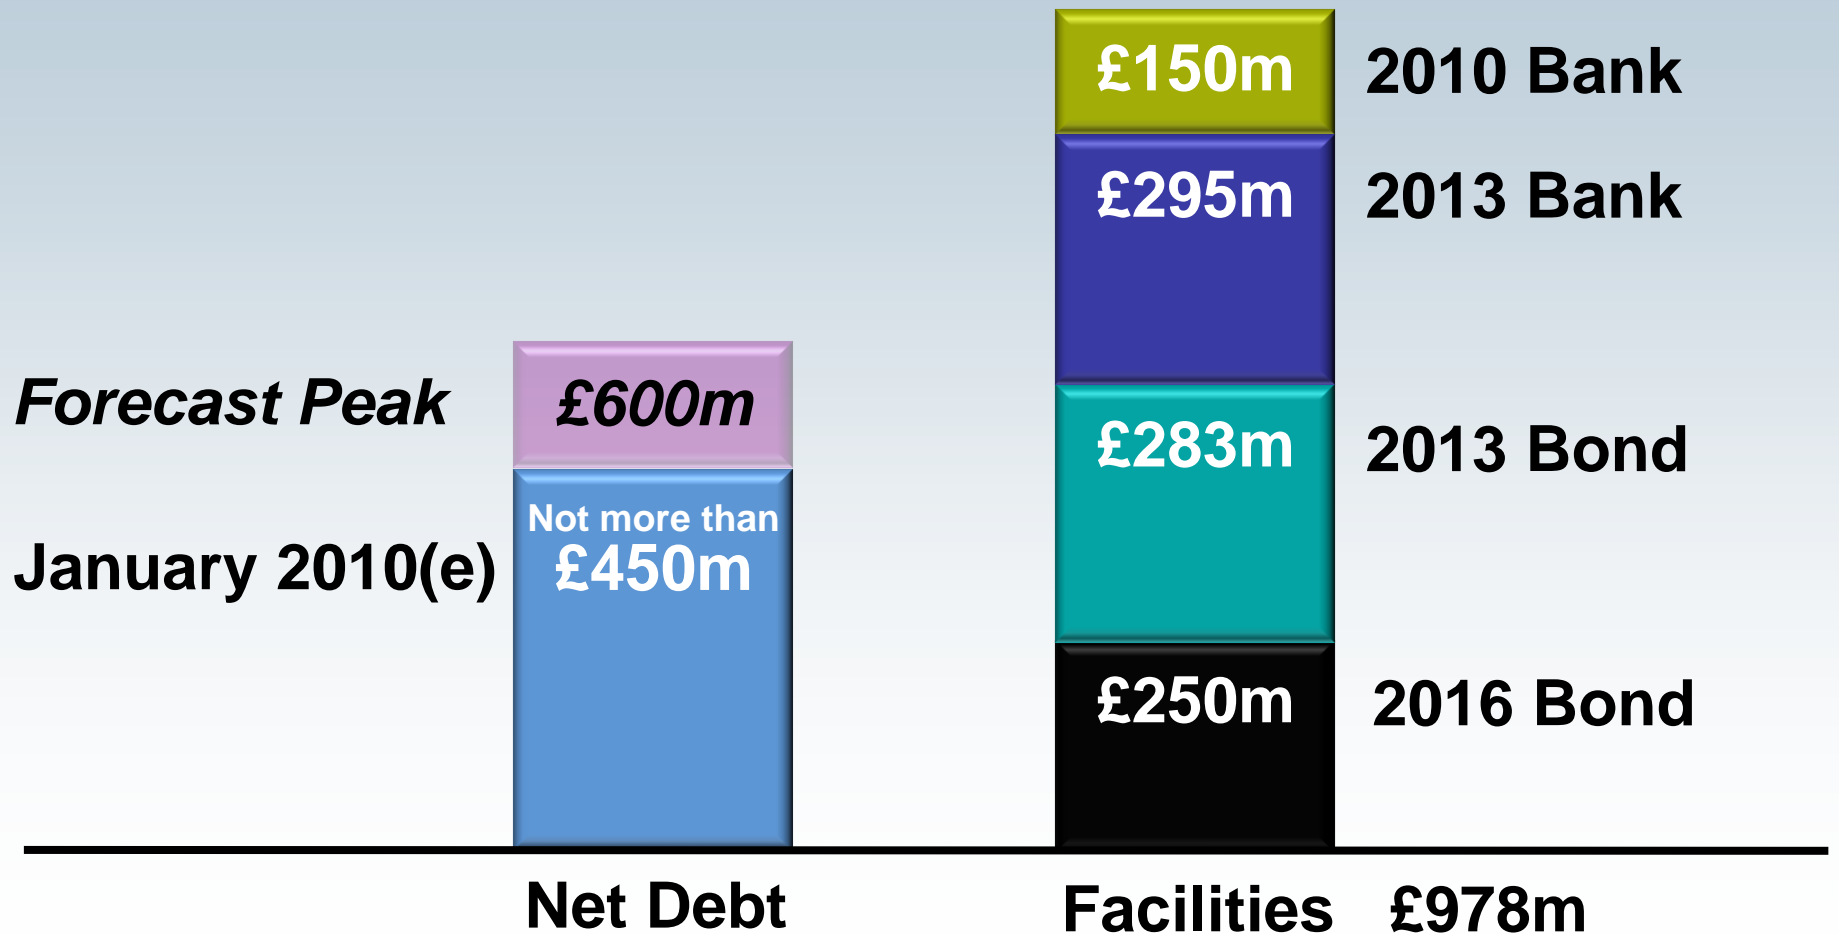 £150m 2010 Bank
£295m 2013 Bank
Forecast Peak £600m
£283m 2013 Bond
Not more than
January 2010(e) £450m
£250m 2016 Bond
Net Debt Facilities £978m